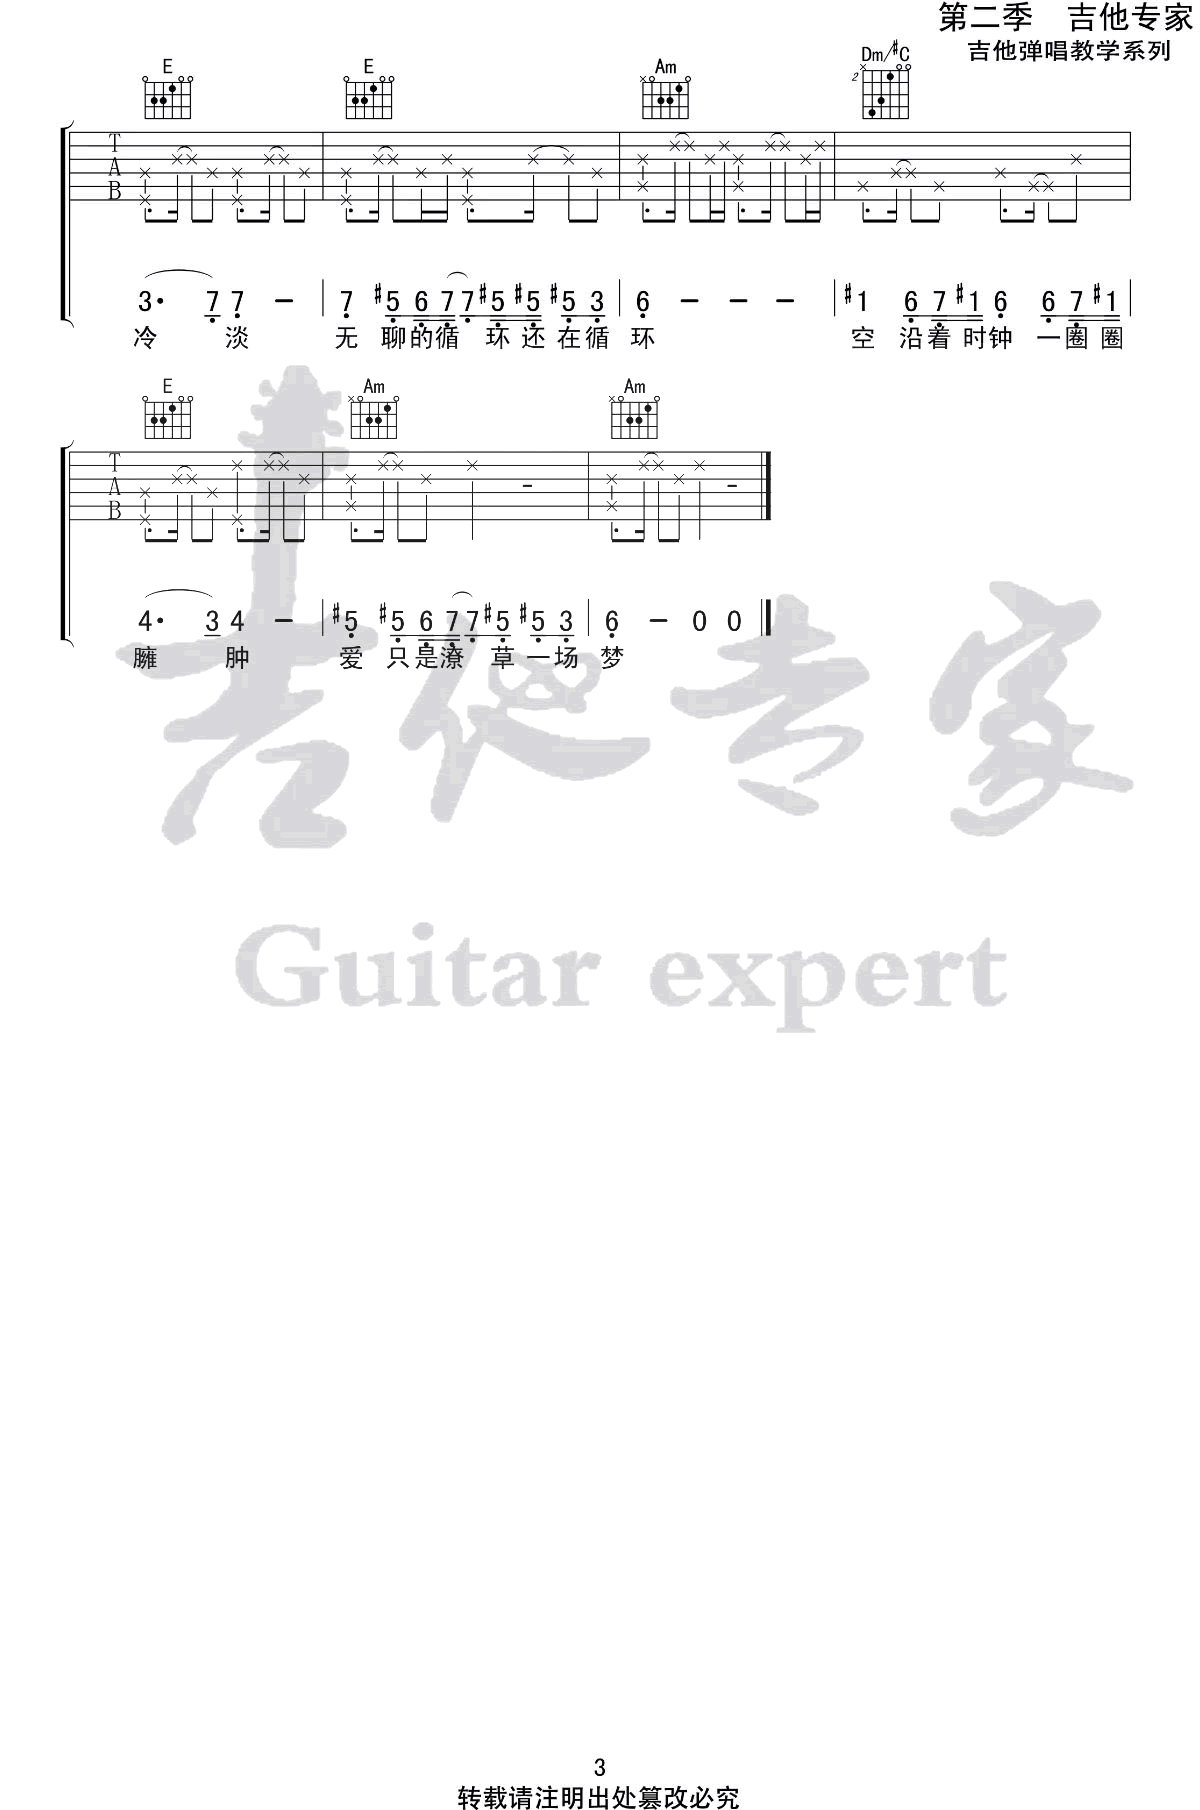 第二季　吉他专家
吉他弹唱教学系列
E E Am Dm/#C
2
T
A
B
3· 7 7 － 7 #5 6 7 7 #5 #5 #5 3 6 － － － #1 6 7 #1 6 6 7 #1
冷 淡 无 聊的循 环还在循 环 空 沿着时钟 一圈圈
E Am Am
T
A
B
4· 3 4 － #5 #5 6 7 7 #5 #5 3 6 － 0 0
臃 肿 爱 只是潦 草一场 梦
吉他专家
Guitar expert
3
转载请注明出处篡改必究